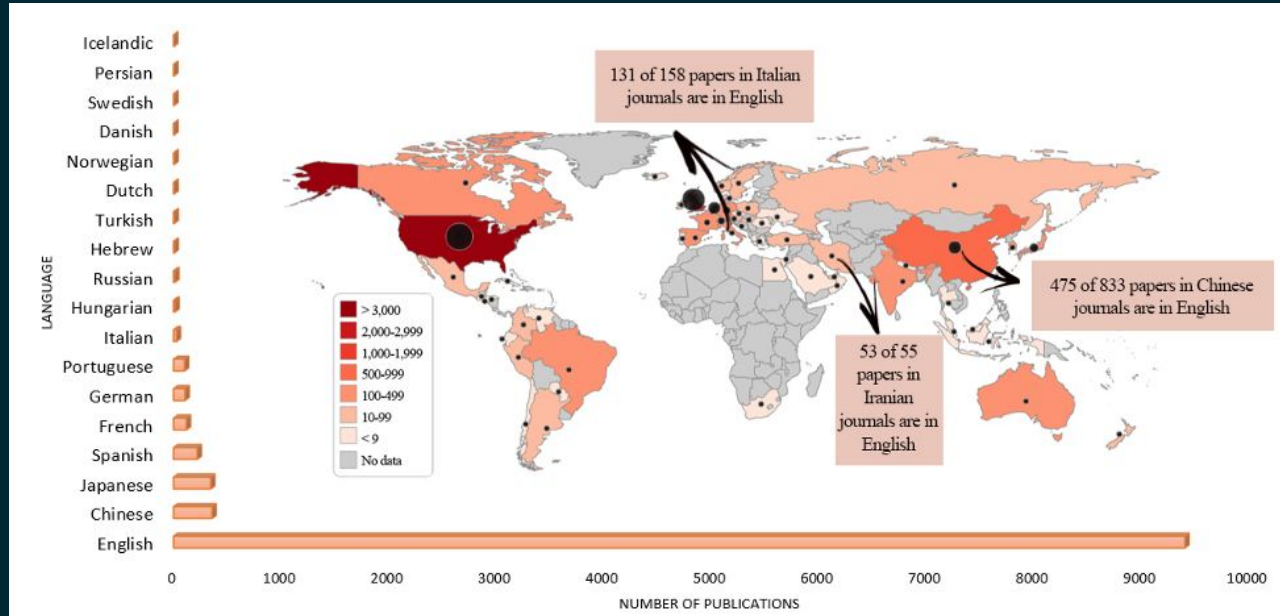 131 of 158 papers in Italian
journals are in English
Icelandic
Persian
Swedish
Danish
Norwegian
Dutch
Turkish
Hebrew
Russian
Hungarian
Italian
Portuguese
German
French
Spanish
Japanese
Chinese
English
LANGUAGE
> 3,000
2,000-2,999
1,000-1,999
500-999
100-499
10-99
< 9
No data
475 of 833 papers in Chinese
journals are in English
53 of 55
papers in
Iranian
journals are in
English
0 1000 2000 3000 4000 5000 6000 7000 8000 9000 10000
NUMBER OF PUBLICATIONS